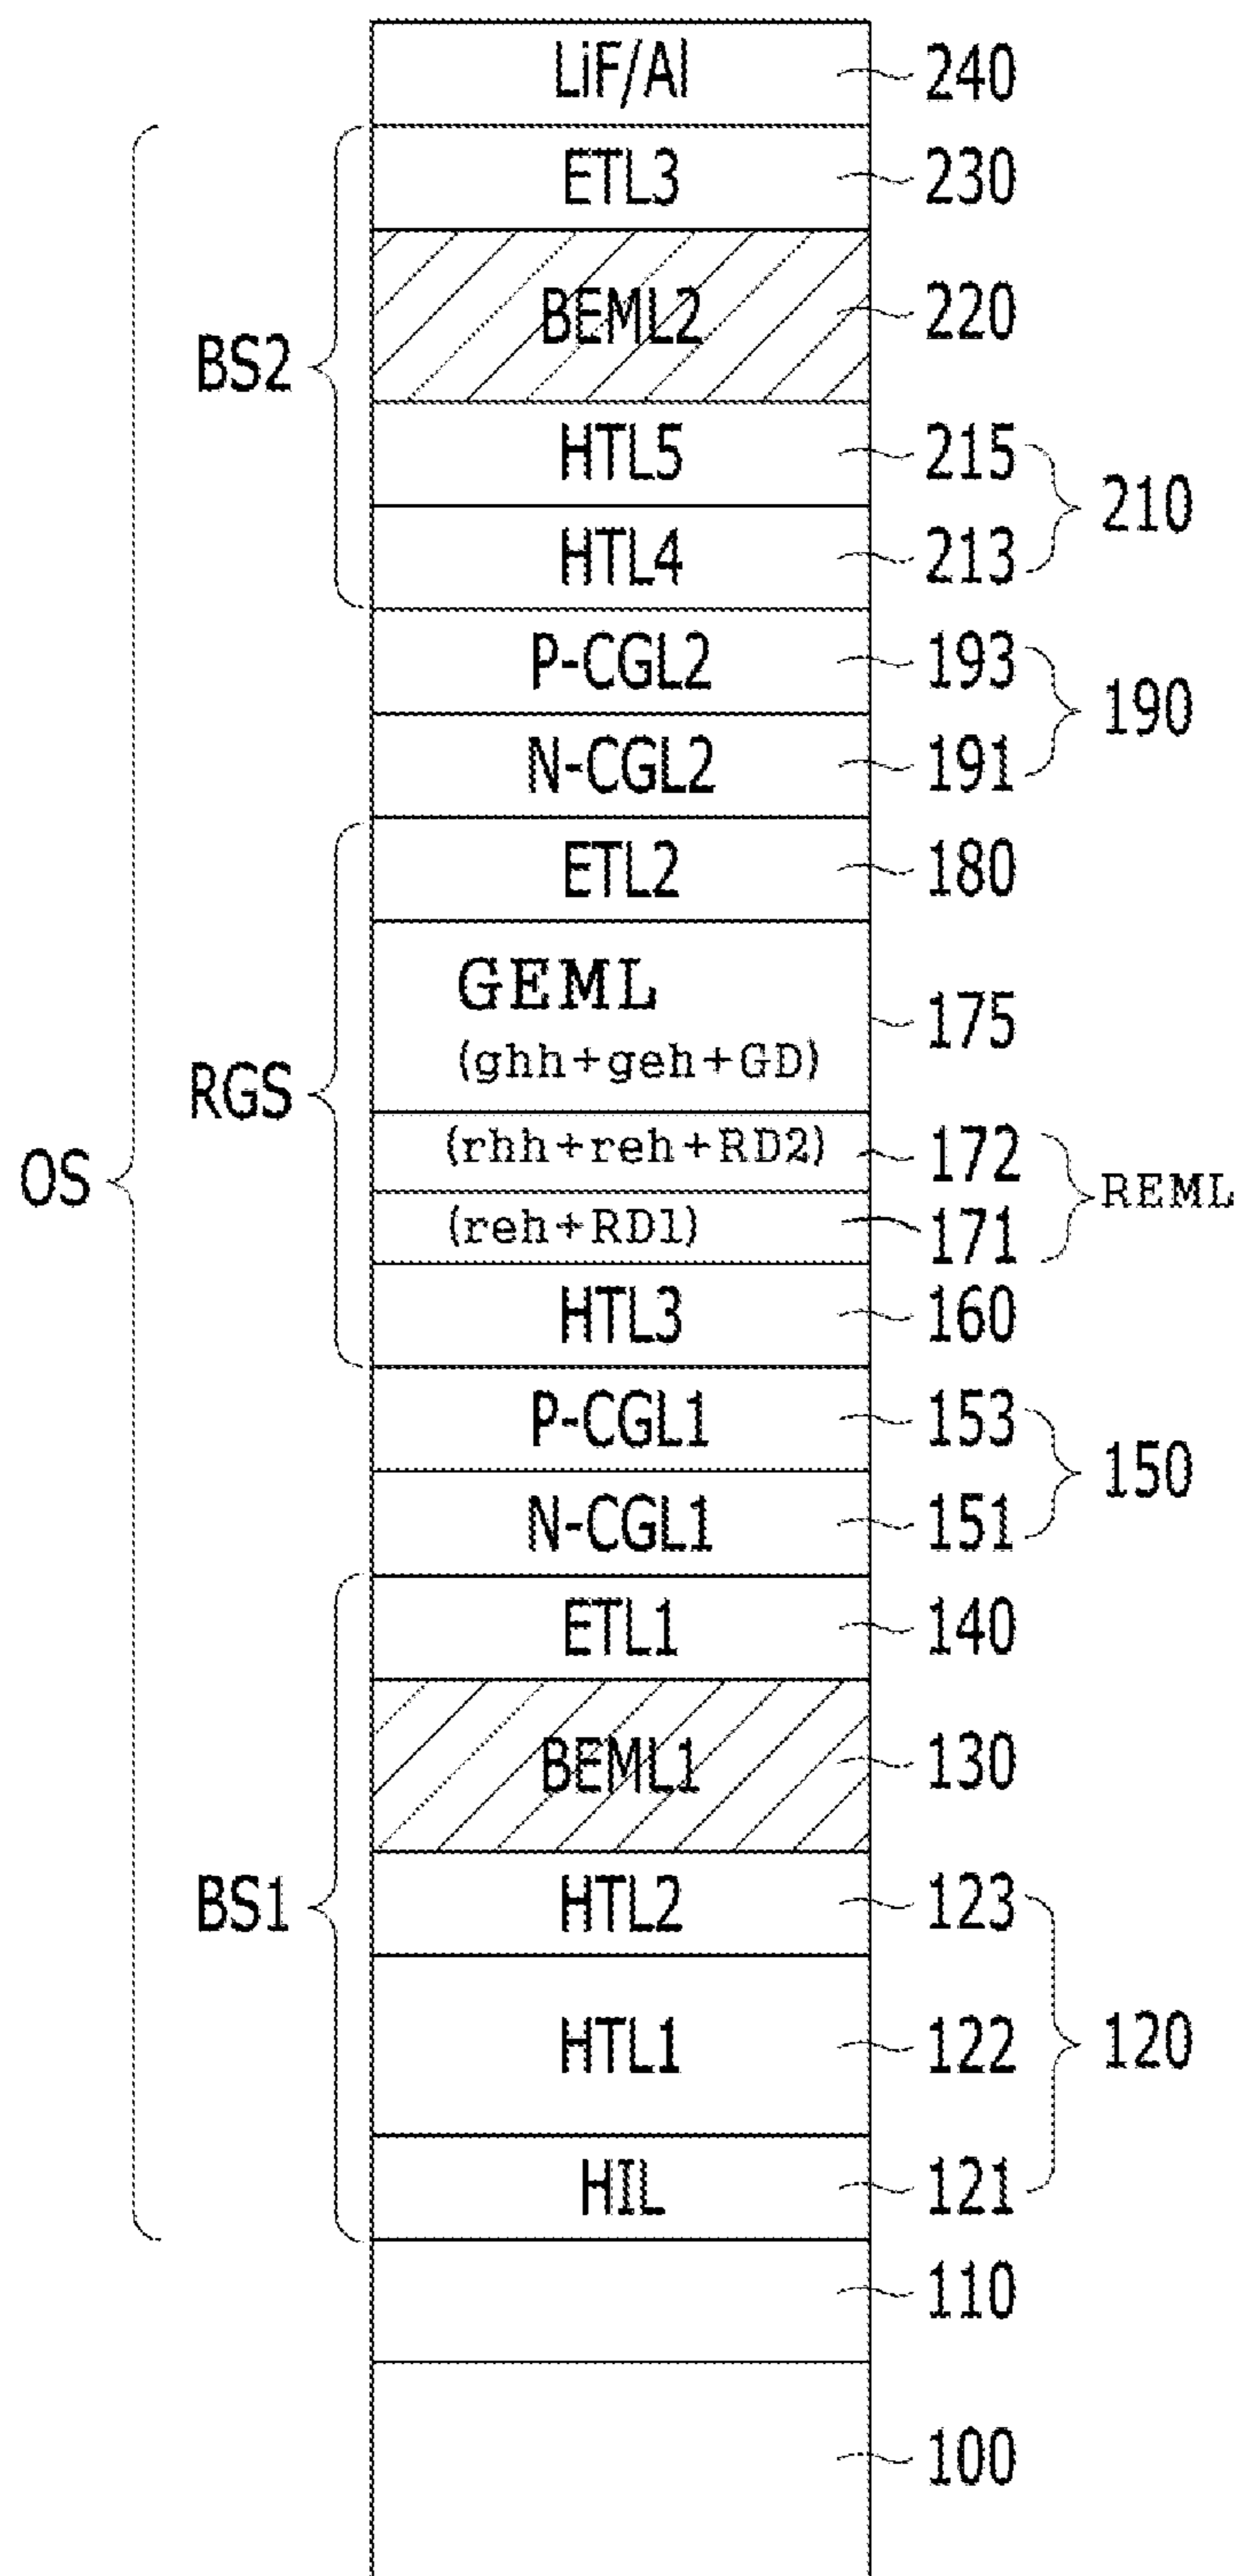 LiF/Al 240
ETL3 230
BEML2 220
BS2
HTL5 215
210
HTL4 213
P-CGL2 193
190
N-CGL2 191
ETL2 180
GEML 175
(ghh+geh+GD)
RGS
(rhh+reh+RD2) 172
OS
REML
(reh+RD1) 171
HTL3 160
P-CGL1 153
150
N-CGL1 151
ETL1 140
BEML1 130
BS1
HTL2 123
HTL1 122 120
HIL 121
110
100